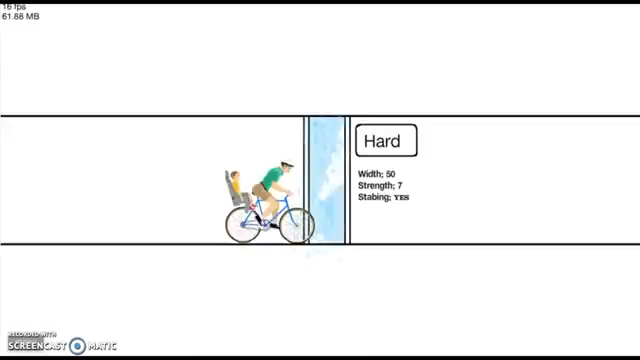 16 fps
61.88 MB
Hard
Width; 50
Strength; 7
Stabing; YES
RECORDED WITH
SCREENCAST MATIC